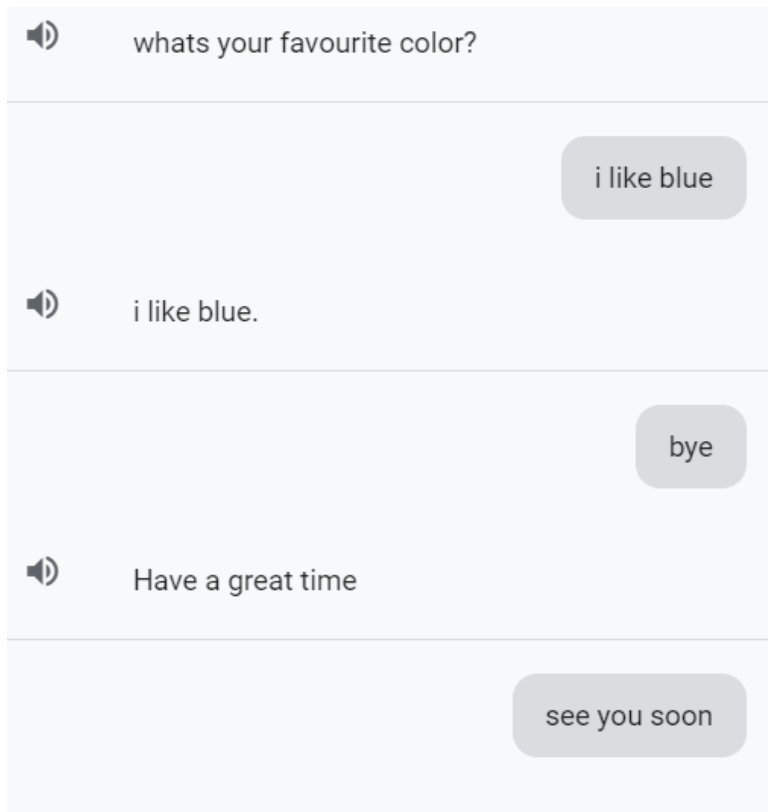 whats your favourite color?
i like blue
i like blue.
bye
Have a great time
see you soon